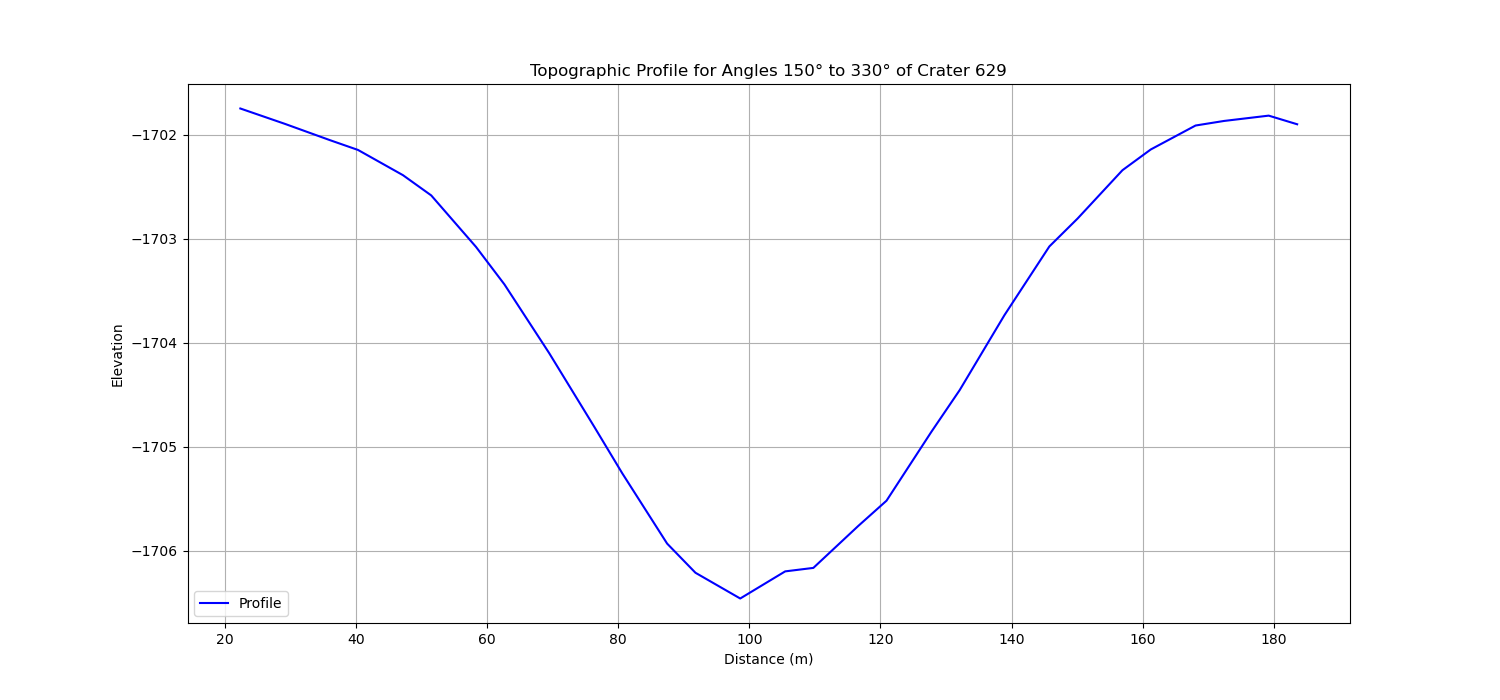 Topographic Profile for Angles 150° to 330° of Crater 629
−1702
−1703
−1704
−1705
−1706
Elevation
Profile
20 40 60 80 100 120 140 160 180
Distance (m)